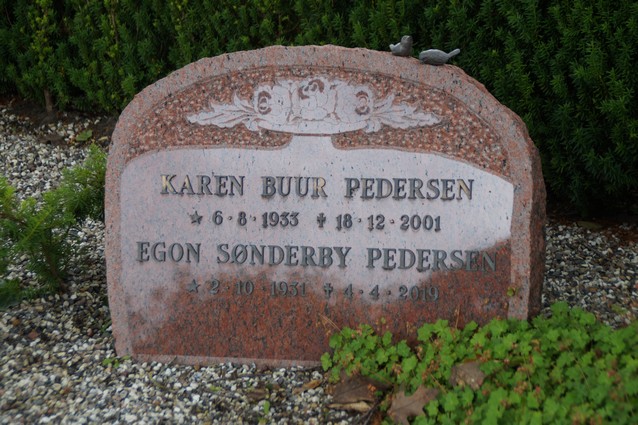 KAREN BUUR PEDERSEN
★ 6-8-1933 ✝ 18-12-2001
EGON SØNDERBY PEDERSEN
★ 2-10-1931 ✝ 4-4-2019